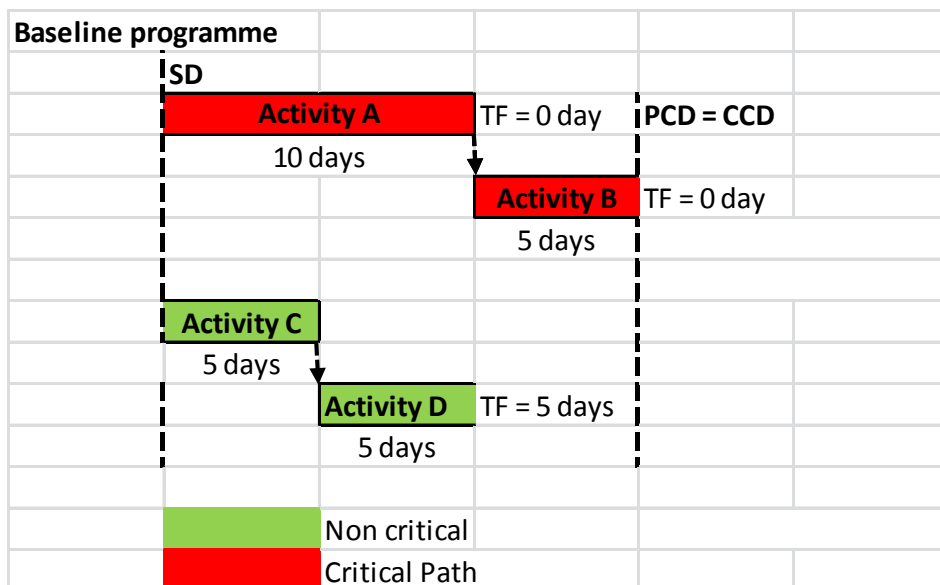 Baseline programme
SD
Activity A TF = 0 day PCD = CCD
10 days
Activity B TF = 0 day
5 days
Activity C
5 days
Activity D TF = 5 days
5 days
Non critical
Critical Path